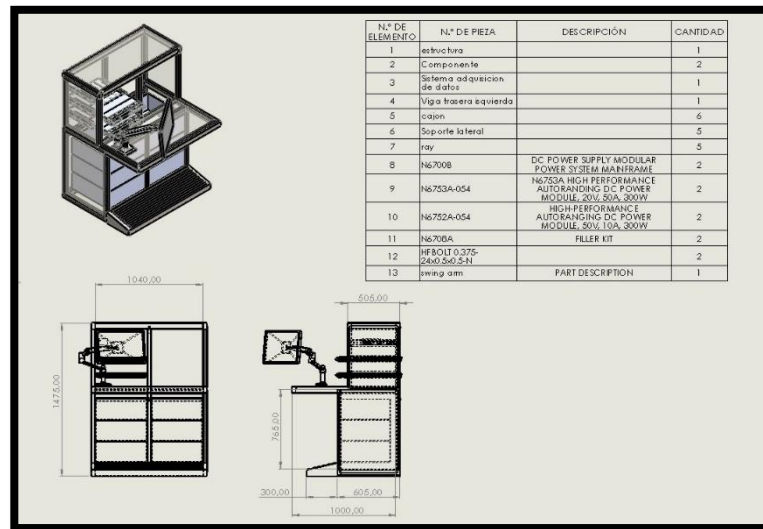 N.º DE ELEMENTO N.º DE PIEZA DESCRIPCIÓN CANTIDAD
1 estructura 1
2 Componente 2
3 Sistema adquisicion de datos 1
4 Viga trasera isquierda 1
5 cajon 6
6 Soporte lateral 5
7 ray 5
8 N6700B DC POWER SUPPLY MODULAR POWER SYSTEM MAINFRAME 2
9 N6753A-054 N6753A HIGH PERFORMANCE AUTORANDING DC POWER MODULE, 20V, 50A, 300W 2
10 N6752A-054 HIGH-PERFORMANCE AUTORANGING DC POWER MODULE, 50V, 10A, 300W 2
11 N6708A FILLER KIT 2
12 HFBOLT 0.375-24x0.5x0.5-N 2
13 swing arm PART DESCRIPTION 1
1040,00
505,00
1475,00
765,00
300,00 605,00
1000,00